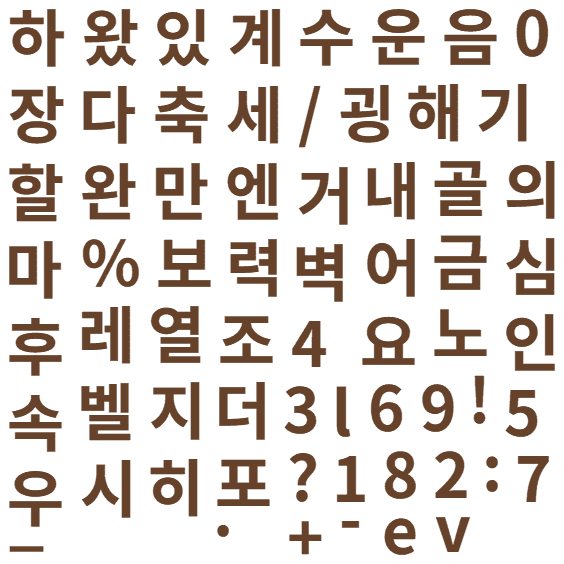 하 왔 있 계 수 운 음 0
장 다 축 세 / 굉 해 기
할 완 만 엔 거 내 골 의
마 % 보 력 벽 어 금 심
후 레 열 조 4 요 노 인
속 벨 지 더 3 l 6 9 ! 5
우 시 히 포 ? 1 8 2 : 7
_ . + - e v